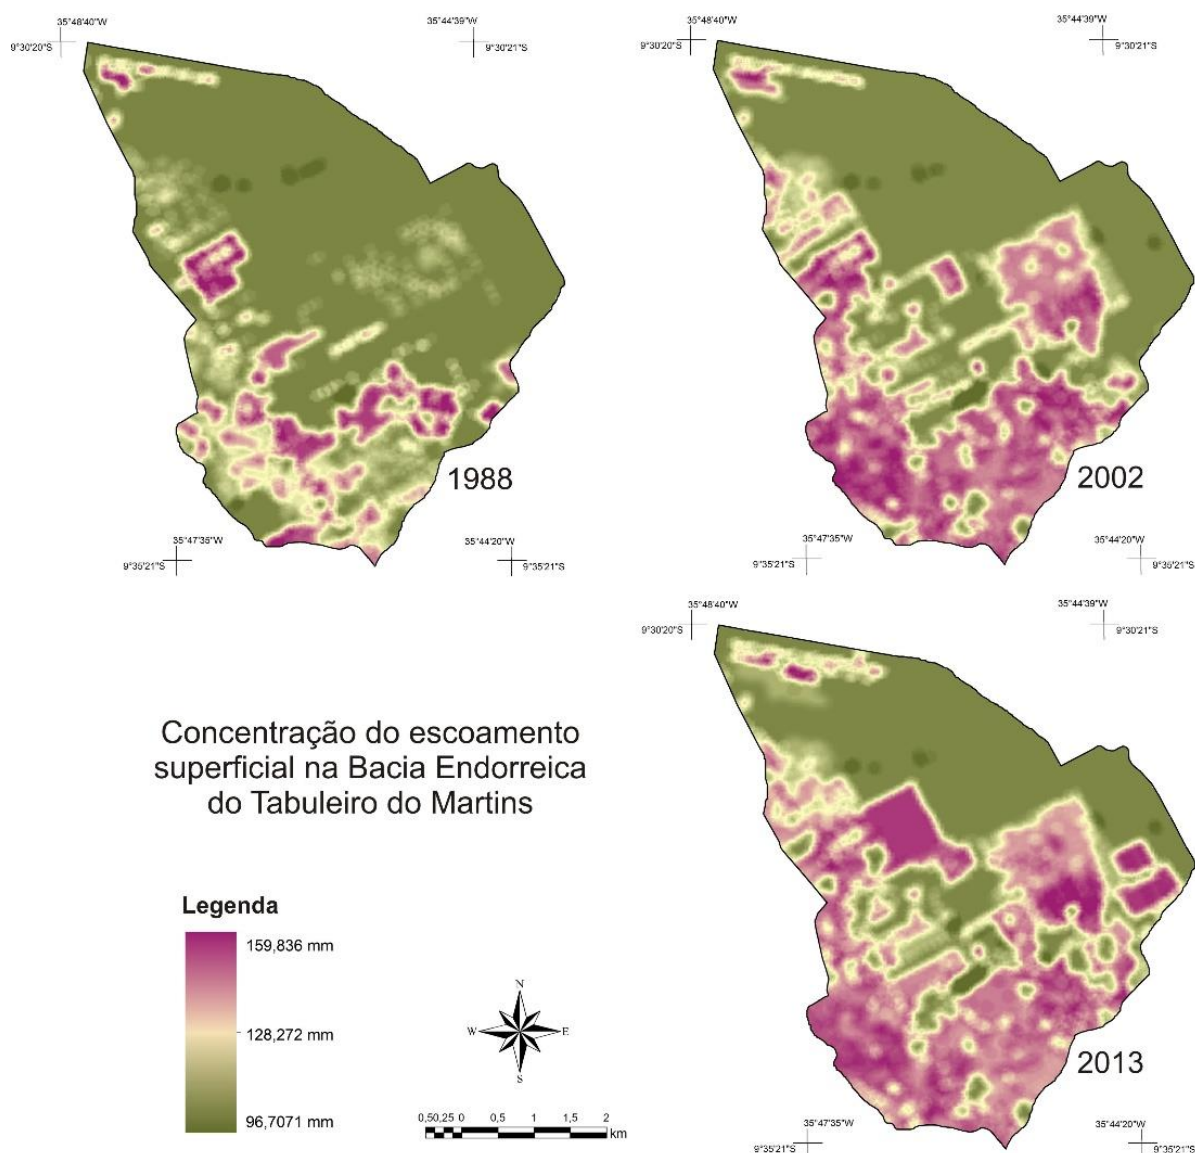 35°48'40"W
35°44'39"W
9°30'20"S
9°30'21"S
1988
35°47'35"W
35°44'20"W
9°35'21"S
9°35'21"S
35°48'40"W
35°44'39"W
9°30'20"S
9°30'21"S
2002
35°47'35"W
35°44'20"W
9°35'21"S
9°35'21"S
35°48'40"W
35°44'39"W
9°30'20"S
9°30'21"S
2013
35°47'35"W
35°44'20"W
9°35'21"S
9°35'21"S
Concentração do escoamento
superficial na Bacia Endorreica
do Tabuleiro do Martins
Legenda
159,836 mm
128,272 mm
96,7071 mm
N
W E
S
0,50,25 0 0,5 1 1,5 2
km